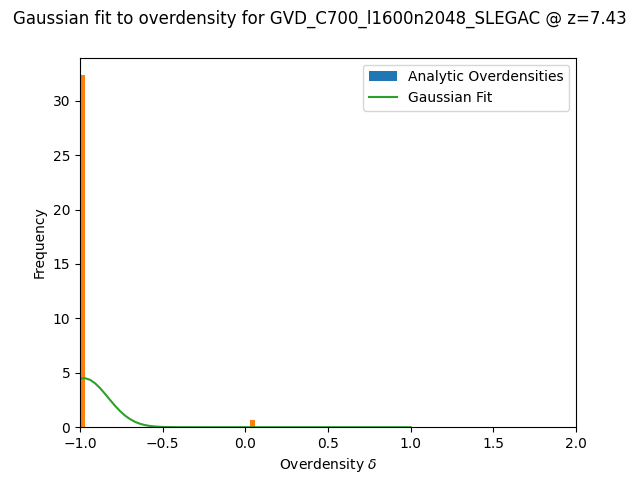 Gaussian fit to overdensity for GVD_C700_l1600n2048_SLEGAC @ z=7.43
Analytic Overdensities
Gaussian Fit
Frequency
30
25
20
15
10
5
0
−1.0
−0.5
0.0
0.5
1.0
1.5
2.0
Overdensity δ